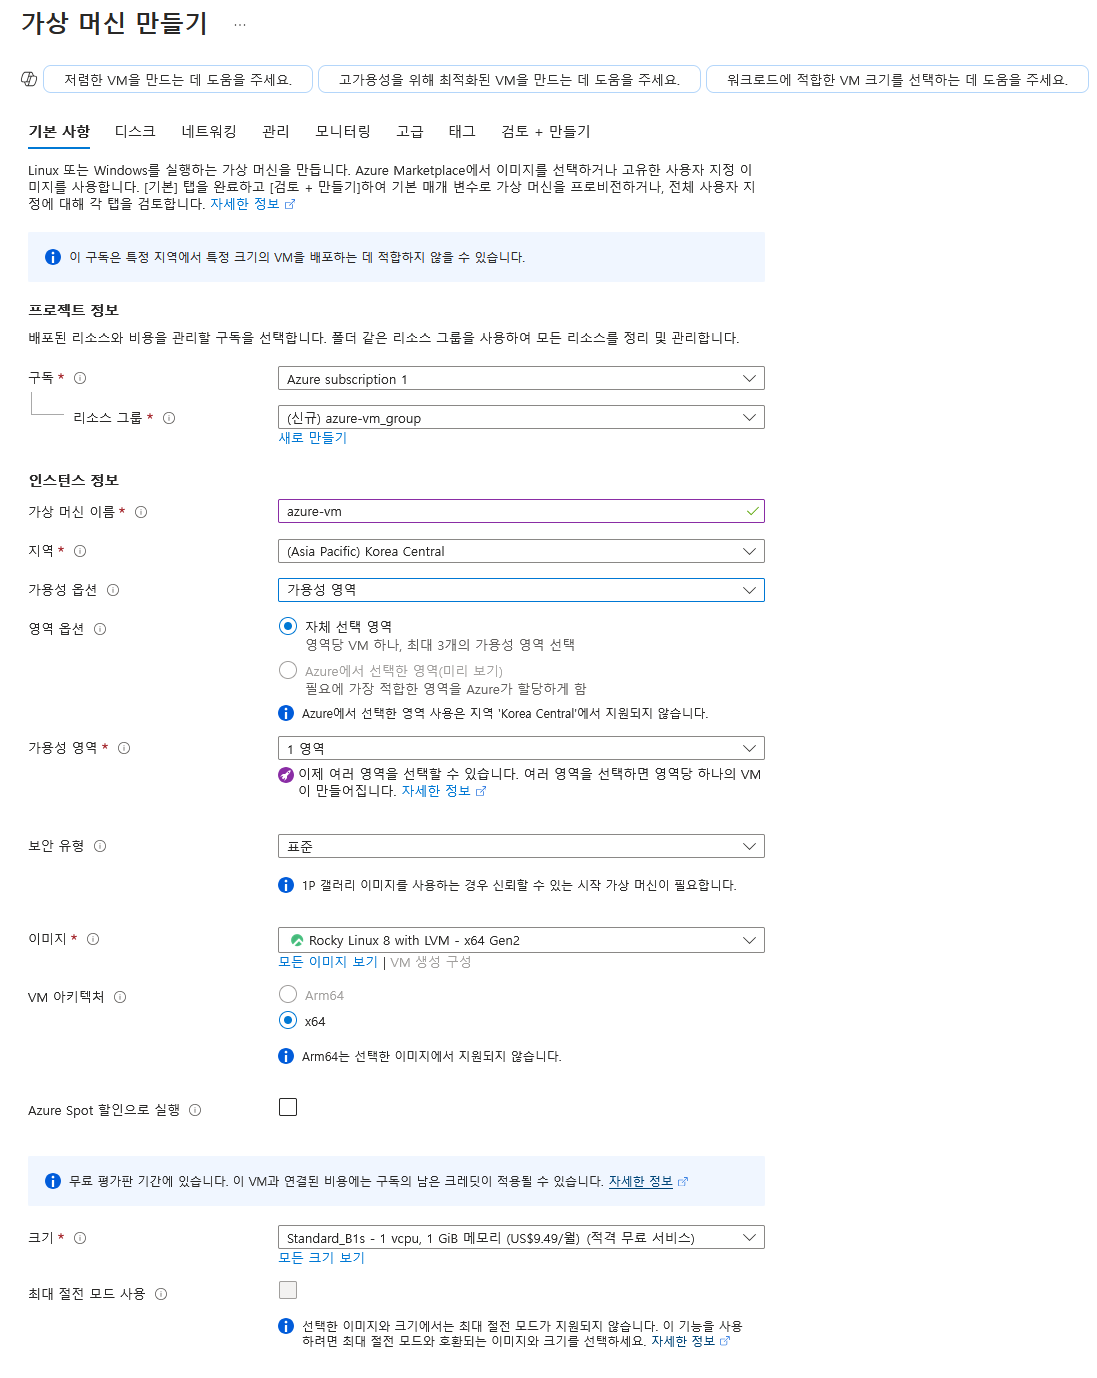 가상 머신 만들기 ...
저렴한 VM을 만드는 데 도움을 주세요.
고가용성을 위해 최적화된 VM을 만드는 데 도움을 주세요.
워크로드에 적합한 VM 크기를 선택하는 데 도움을 주세요.
기본 사항 디스크 네트워킹 관리 모니터링 고급 태그 검토 + 만들기
Linux 또는 Windows를 실행하는 가상 머신을 만듭니다. Azure Marketplace에서 이미지를 선택하거나 고유한 사용자 지정 이
미지를 사용합니다. [기본] 탭을 완료하고 [검토 + 만들기]하여 기본 매개 변수로 가상 머신을 프로비전하거나, 전체 사용자 지
정에 대해 각 탭을 검토합니다. 자세한 정보
이 구독은 특정 지역에서 특정 크기의 VM을 배포하는 데 적합하지 않을 수 있습니다.
프로젝트 정보
배포된 리소스와 비용을 관리할 구독을 선택합니다. 폴더 같은 리소스 그룹을 사용하여 모든 리소스를 정리 및 관리합니다.
구독 *
Azure subscription 1
리소스 그룹 *
(신규) azure-vm_group
새로 만들기
인스턴스 정보
가상 머신 이름 *
azure-vm
지역 *
(Asia Pacific) Korea Central
가용성 옵션
가용성 영역
영역 옵션
자체 선택 영역
영역당 VM 하나, 최대 3개의 가용성 영역 선택
Azure에서 선택한 영역(미리 보기)
필요에 가장 적합한 영역을 Azure가 할당하게 함
Azure에서 선택한 영역 사용은 지역 'Korea Central'에서 지원되지 않습니다.
가용성 영역 *
1 영역
이제 여러 영역을 선택할 수 있습니다. 여러 영역을 선택하면 영역당 하나의 VM
이 만들어집니다. 자세한 정보
보안 유형
표준
1P 갤러리 이미지를 사용하는 경우 신뢰할 수 있는 시작 가상 머신이 필요합니다.
이미지 *
Rocky Linux 8 with LVM - x64 Gen2
모든 이미지 보기 | VM 생성 구성
VM 아키텍처
Arm64
x64
Arm64는 선택한 이미지에서 지원되지 않습니다.
Azure Spot 할인으로 실행
무료 평가판 기간에 있습니다. 이 VM과 연결된 비용에는 구독의 남은 크레딧이 적용될 수 있습니다. 자세한 정보
크기 *
Standard_B1s - 1 vcpu, 1 GiB 메모리 (US$9.49/월) (적격 무료 서비스)
모든 크기 보기
최대 절전 모드 사용
선택한 이미지와 크기에서는 최대 절전 모드가 지원되지 않습니다. 이 기능을 사용
하려면 최대 절전 모드와 호환되는 이미지와 크기를 선택하세요. 자세한 정보